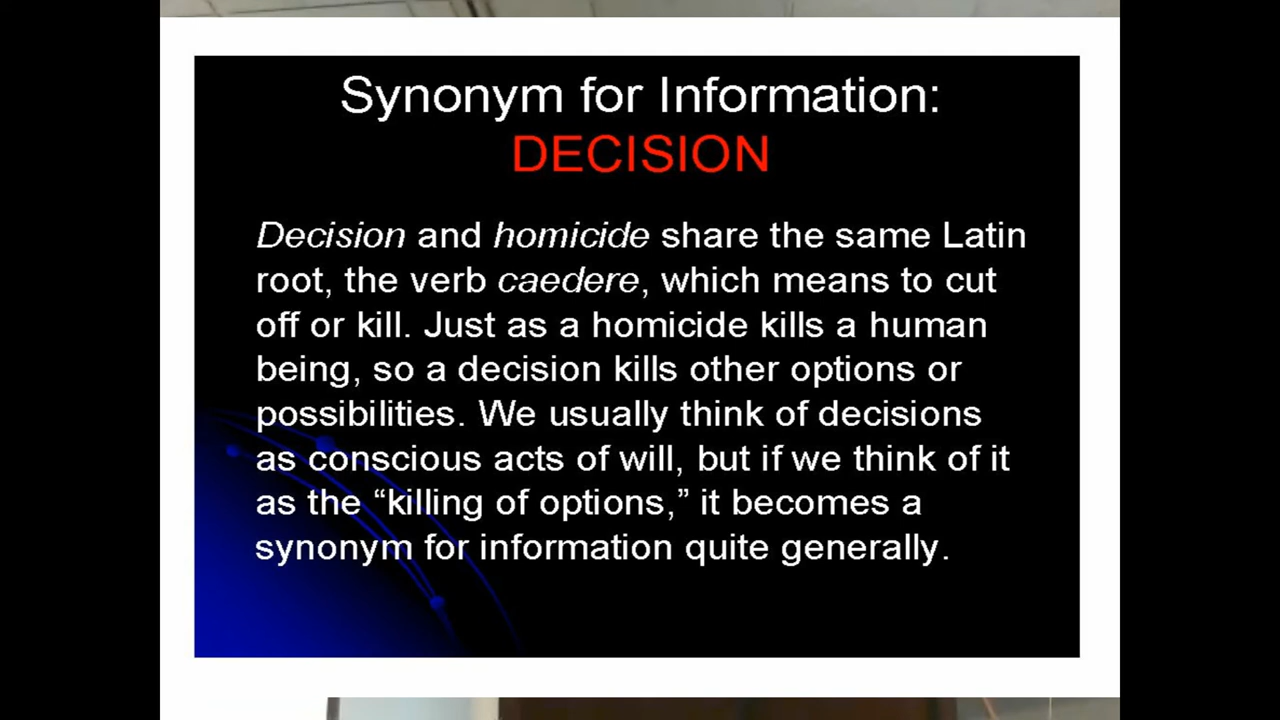 Synonym for Information:
DECISION
Decision and homicide share the same Latin
root, the verb caedere, which means to cut
off or kill. Just as a homicide kills a human
being, so a decision kills other options or
possibilities. We usually think of decisions
as conscious acts of will, but if we think of it
as the “killing of options,” it becomes a
synonym for information quite generally.